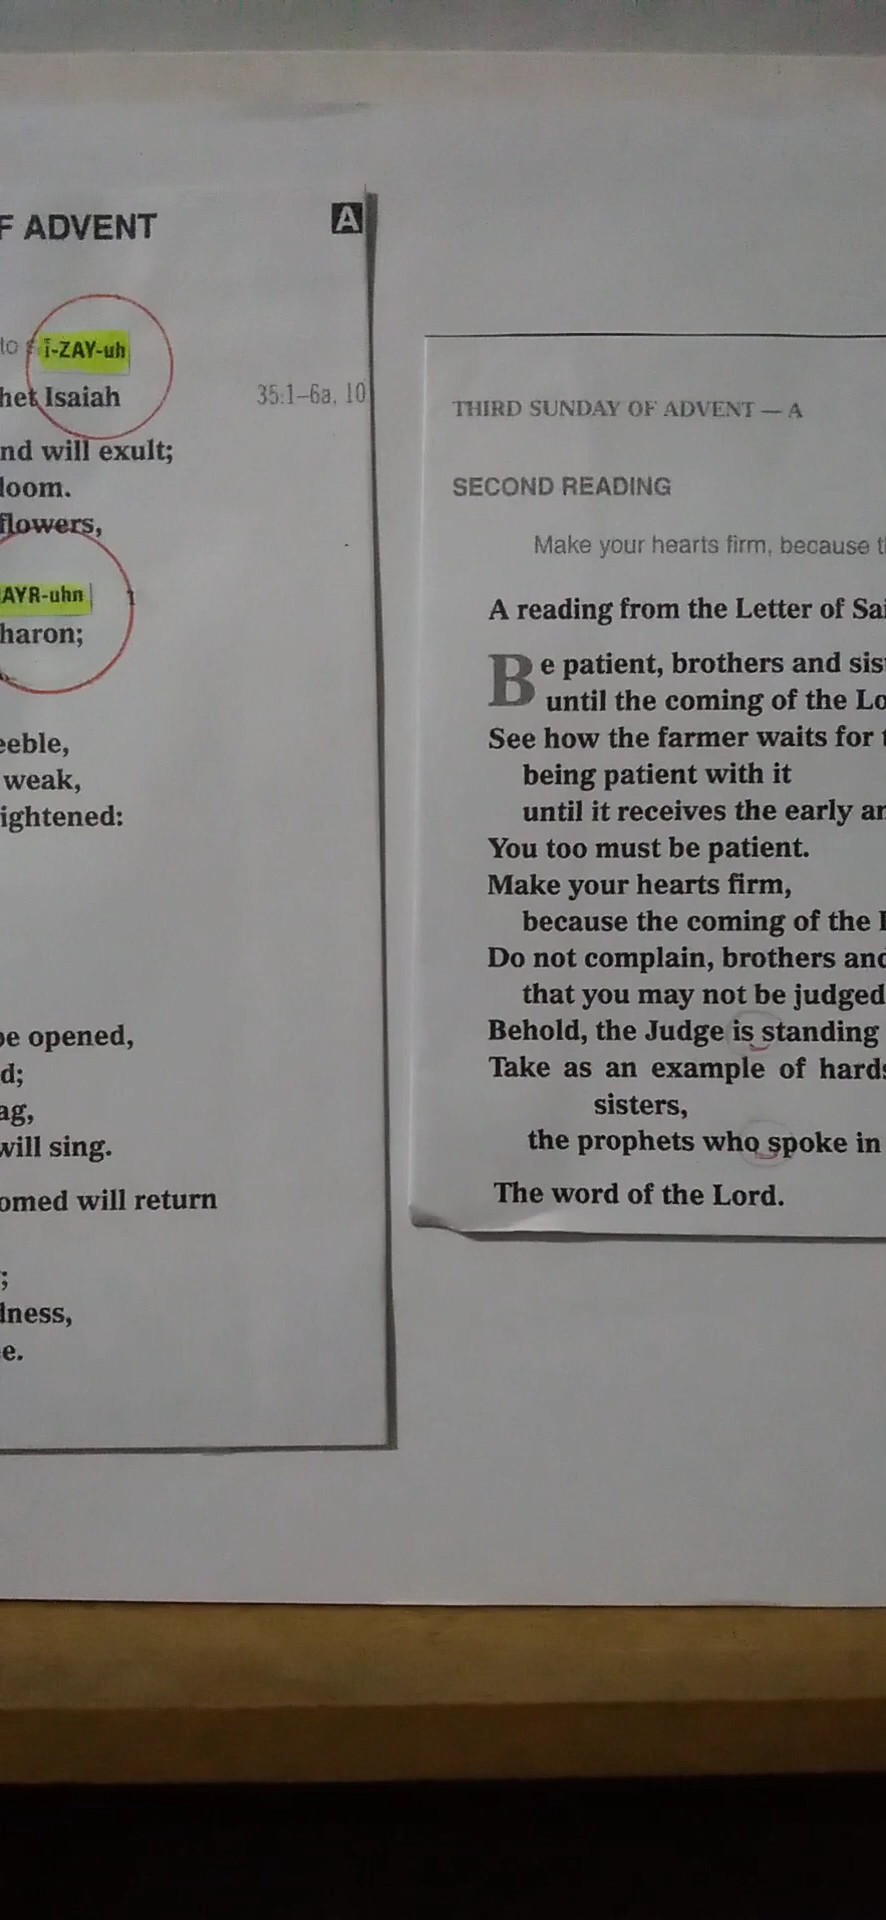 F ADVENT
A
to
i-ZAY-uh
het Isaiah
35:1–6a, 10
nd will exult;
loom.
flowers,
AYR-uhn
haron;
eeble,
weak,
ightened:
be opened,
d;
ag,
will sing.
omed will return
;
lness,
e.
THIRD SUNDAY OF ADVENT — A
SECOND READING
Make your hearts firm, because t
A reading from the Letter of Sai
Be patient, brothers and sis
until the coming of the Lo
See how the farmer waits for t
being patient with it
until it receives the early an
You too must be patient.
Make your hearts firm,
because the coming of the L
Do not complain, brothers and
that you may not be judged
Behold, the Judge is standing
Take as an example of hards
sisters,
the prophets who spoke in
The word of the Lord.